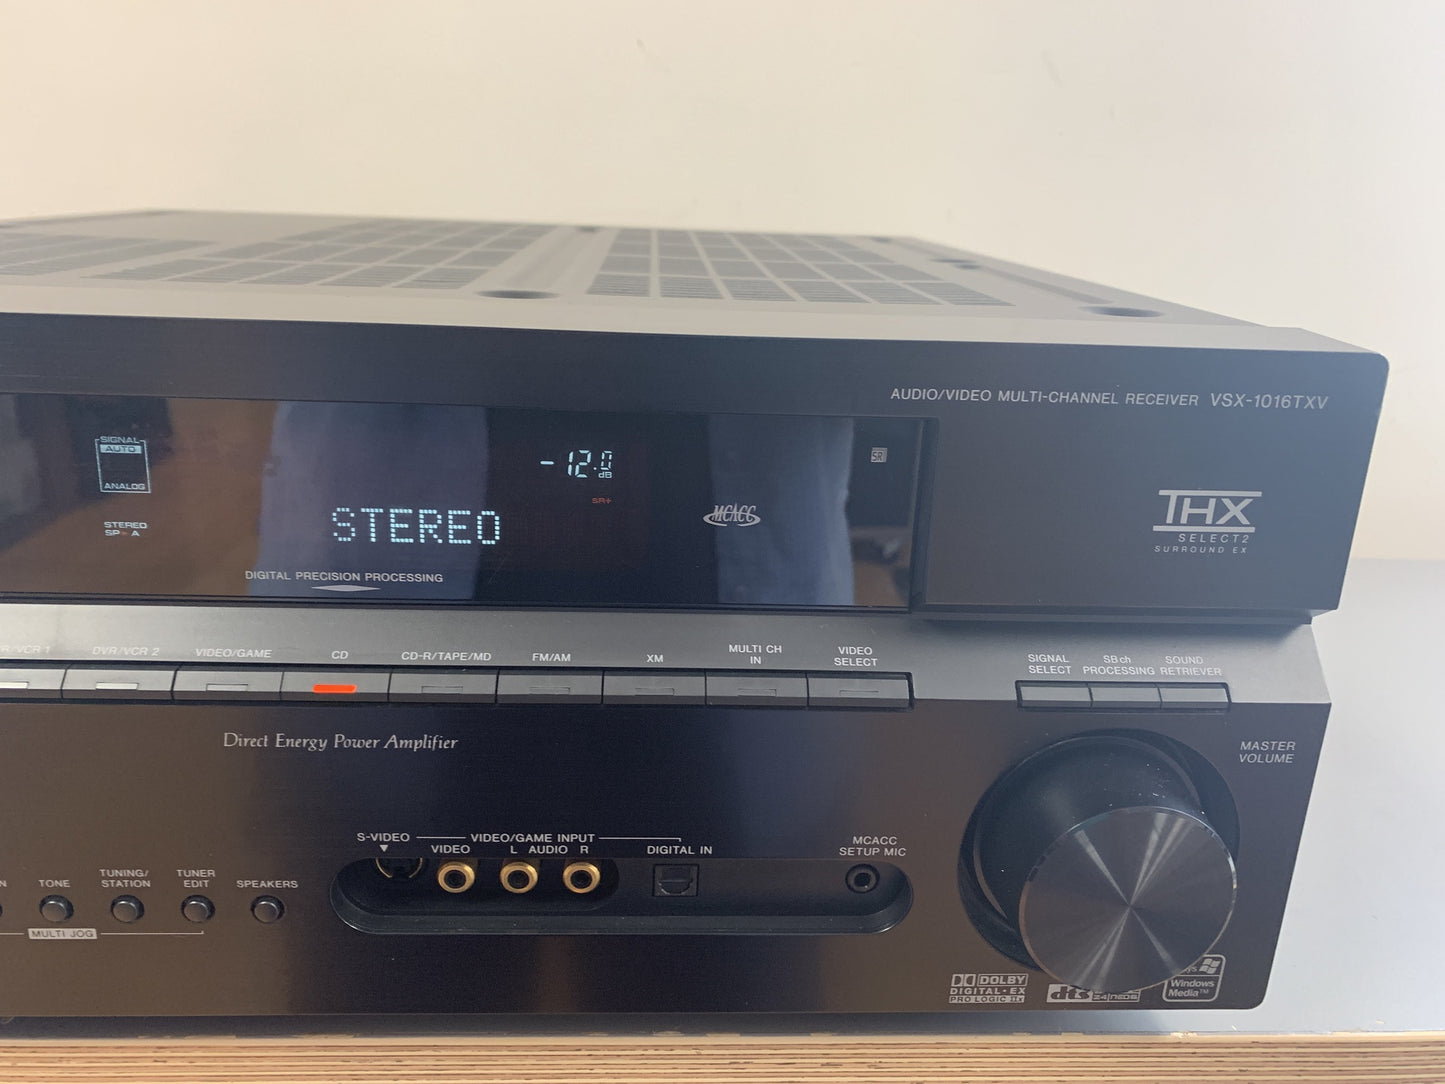 AUDIO/VIDEO MULTI-CHANNEL RECEIVER VSX-1016TXV
SIGNAL
AUTO
ANALOG
STEREO
SP▸A
-12.0
dB
SR+
STEREO
MCACC
SR
THX
SELECT2
SURROUND EX
DIGITAL PRECISION PROCESSING
VCR 1
DVR/VCR 2
VIDEO/GAME
CD
CD-R/TAPE/MD
FM/AM
XM
MULTI CH
IN
VIDEO
SELECT
SIGNAL
SELECT
SB ch
PROCESSING
SOUND
RETRIEVER
Direct Energy Power Amplifier
MASTER
VOLUME
S-VIDEO
VIDEO/GAME INPUT
VIDEO
L AUDIO R
DIGITAL IN
MCACC
SETUP MIC
TONE
TUNING/
STATION
TUNER
EDIT
SPEAKERS
MULTI JOG
DOLBY
DIGITAL·EX
PRO LOGIC IIx
dts
Windows
Media™